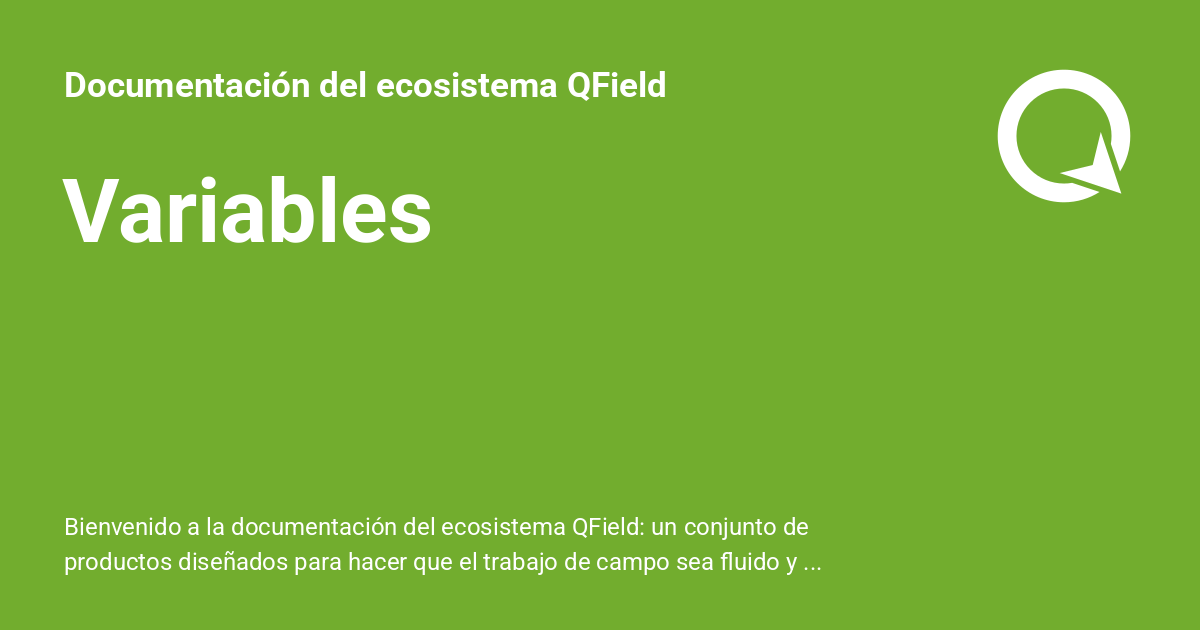 Documentación del ecosistema QField
Variables
Bienvenido a la documentación del ecosistema QField: un conjunto de
productos diseñados para hacer que el trabajo de campo sea fluido y ...